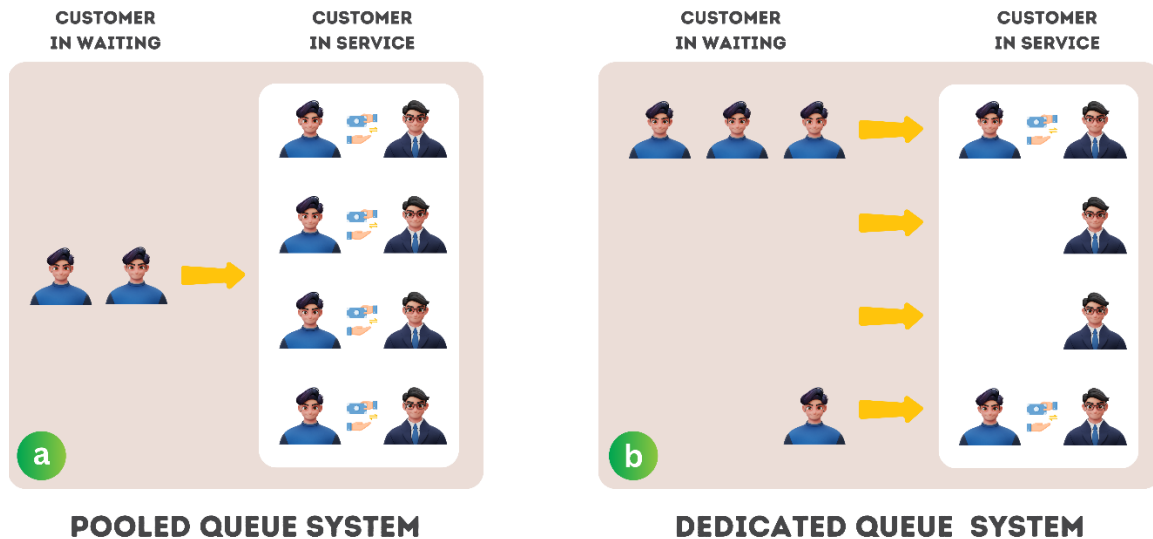 CUSTOMER
IN WAITING
CUSTOMER
IN SERVICE
a
POOLED QUEUE SYSTEM
CUSTOMER
IN WAITING
CUSTOMER
IN SERVICE
b
DEDICATED QUEUE SYSTEM